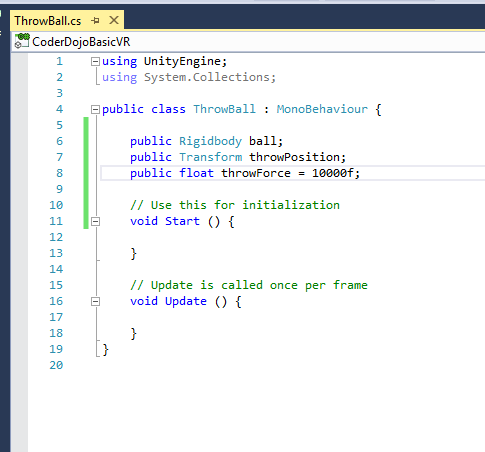 ThrowBall.cs
CoderDojoBasicVR
1 using UnityEngine;
2 using System.Collections;
3
4 public class ThrowBall : MonoBehaviour {
5
6 public Rigidbody ball;
7 public Transform throwPosition;
8 public float throwForce = 10000f;
9
10 // Use this for initialization
11 void Start () {
12
13 }
14
15 // Update is called once per frame
16 void Update () {
17
18 }
19 }
20